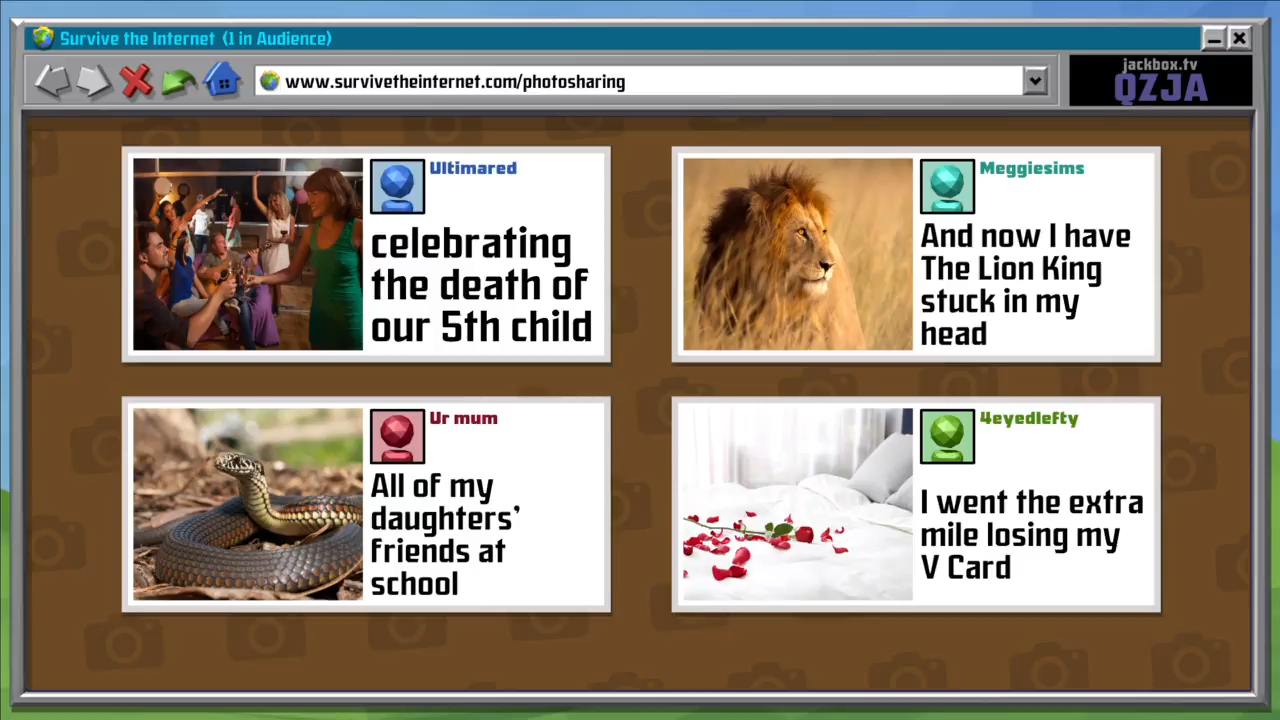 Survive the Internet (1 in Audience)
www.survivetheinternet.com/photosharing
jackbox.tv
QZJA
Ultimared
celebrating
the death of
our 5th child
Meggiesims
And now I have
The Lion King
stuck in my
head
Ur mum
All of my
daughters'
friends at
school
4eyedlefty
I went the extra
mile losing my
V Card